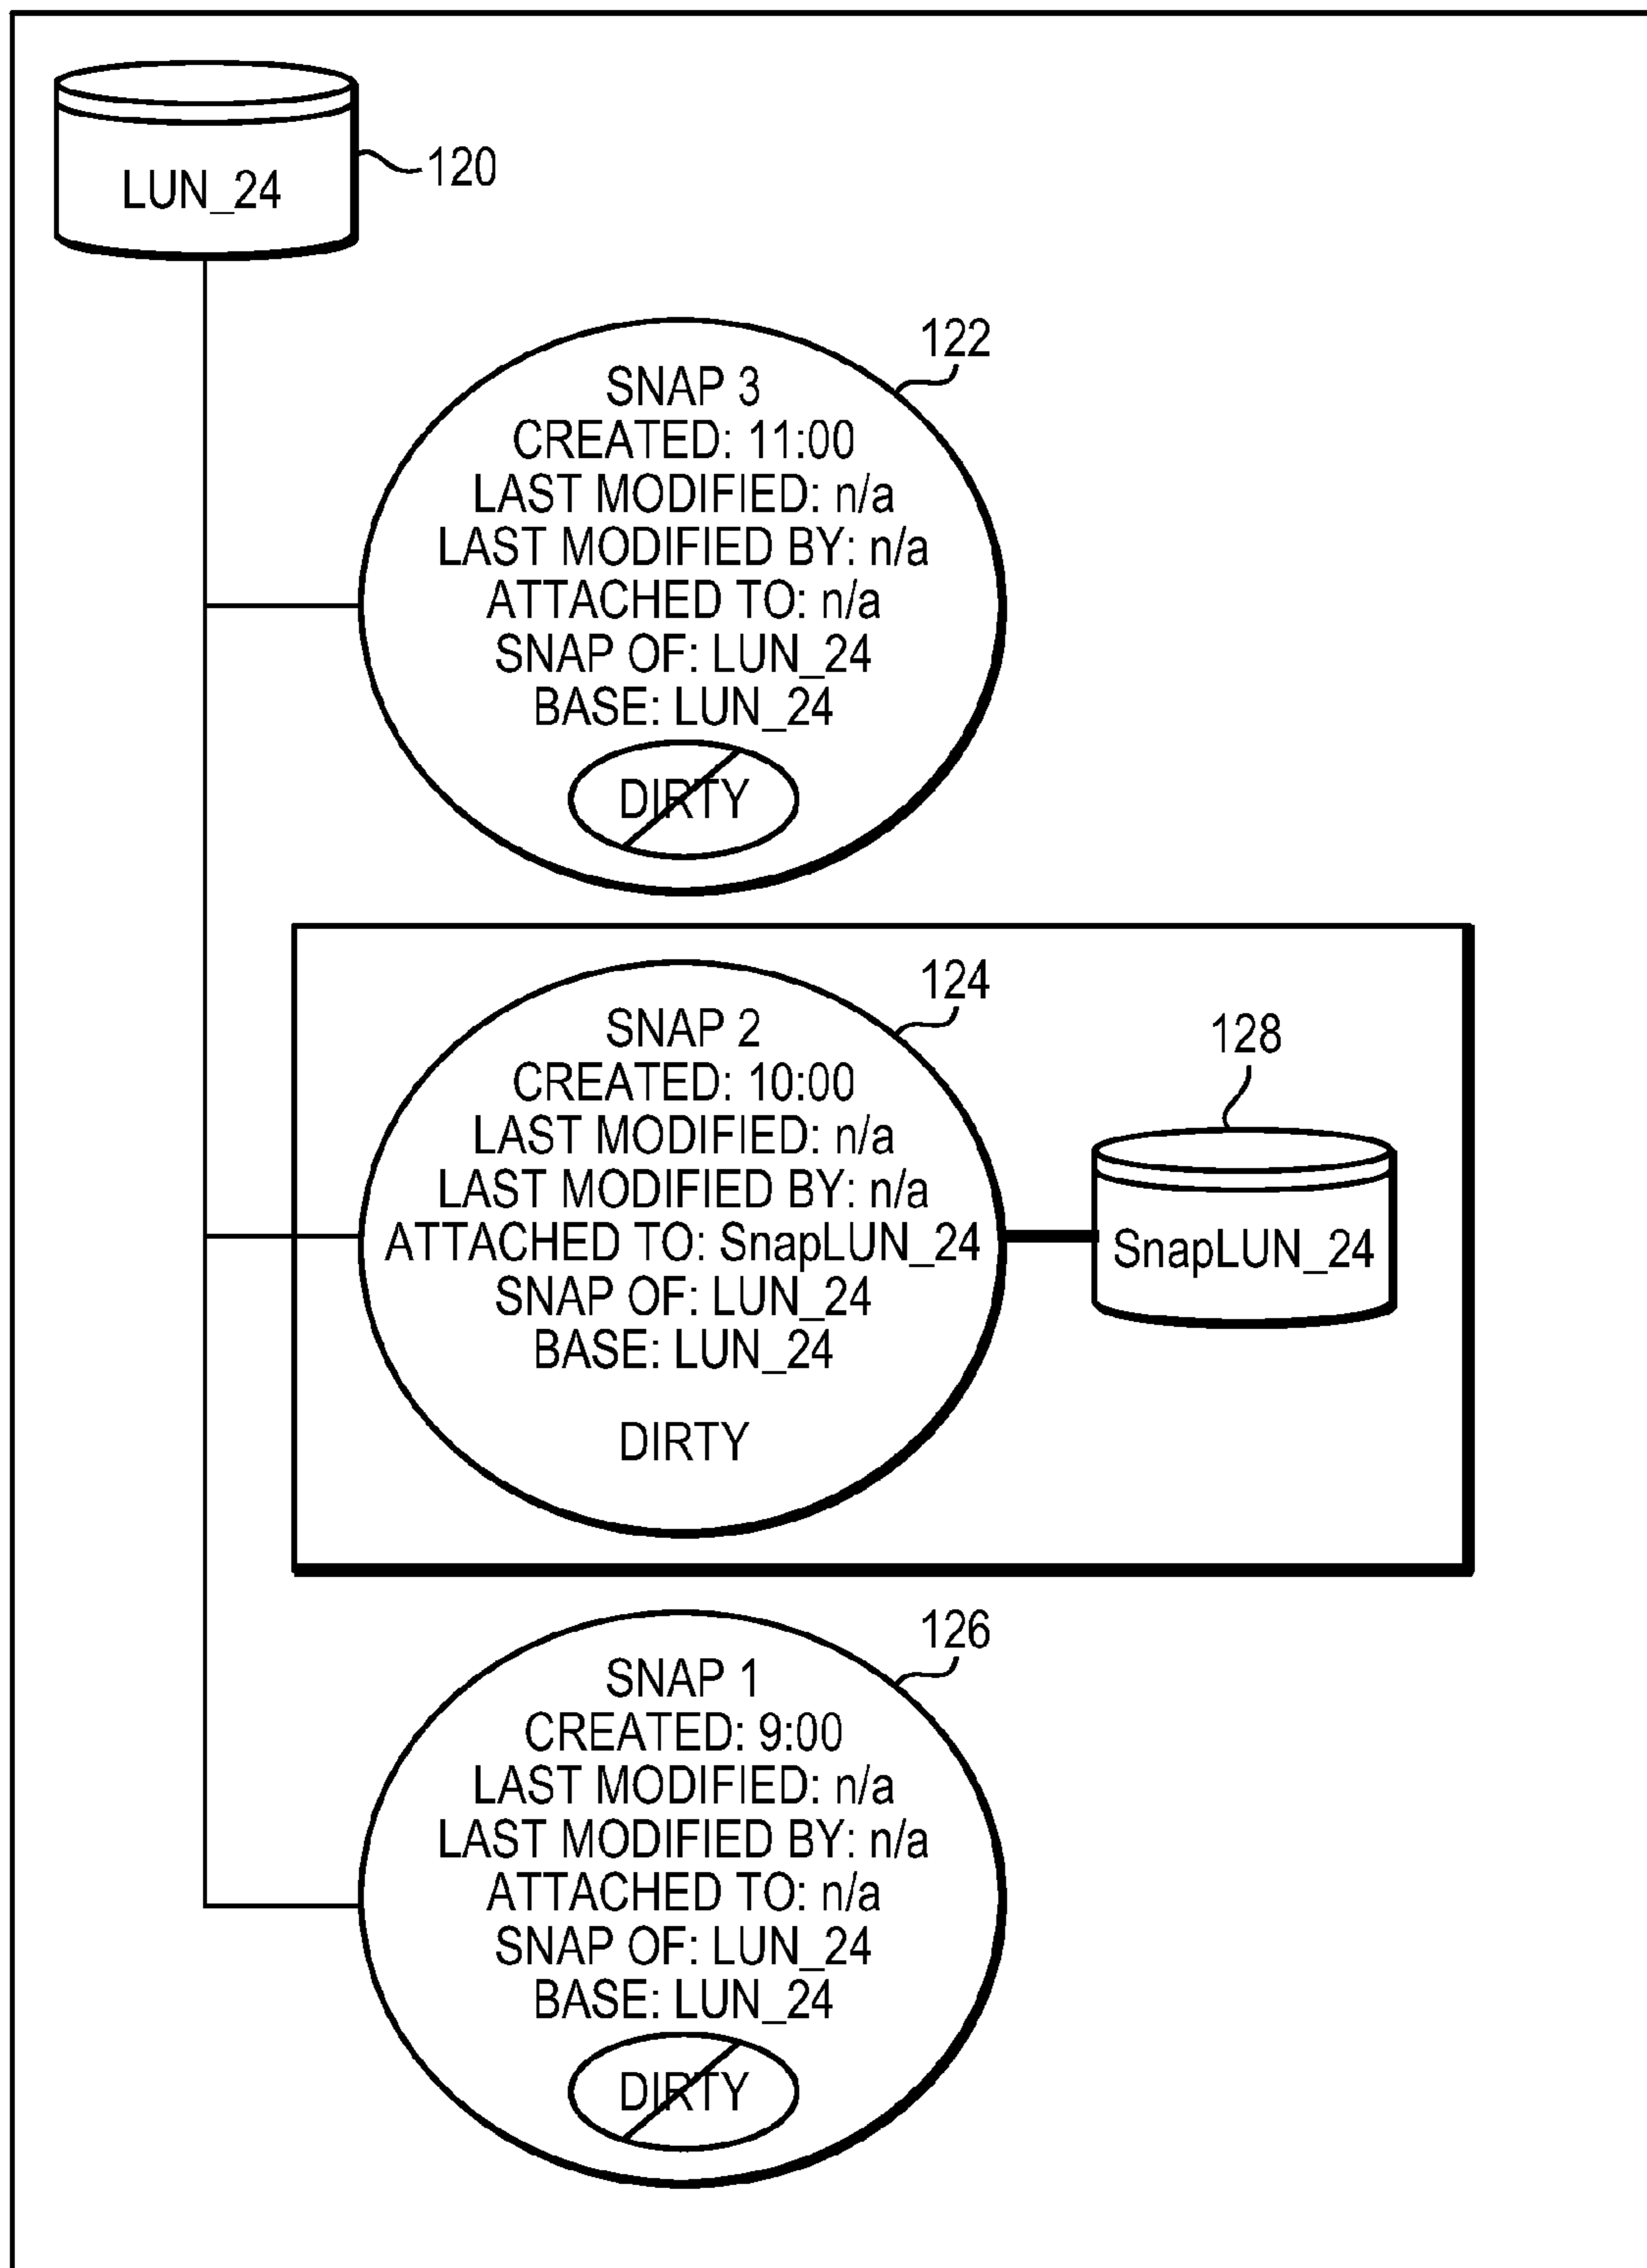 LUN_24
120
122
SNAP 3
CREATED: 11:00
LAST MODIFIED: n/a
LAST MODIFIED BY: n/a
ATTACHED TO: n/a
SNAP OF: LUN_24
BASE: LUN_24
DIRTY
124
SNAP 2
CREATED: 10:00
LAST MODIFIED: n/a
LAST MODIFIED BY: n/a
ATTACHED TO: SnapLUN_24
SNAP OF: LUN_24
BASE: LUN_24
DIRTY
128
SnapLUN_24
126
SNAP 1
CREATED: 9:00
LAST MODIFIED: n/a
LAST MODIFIED BY: n/a
ATTACHED TO: n/a
SNAP OF: LUN_24
BASE: LUN_24
DIRTY